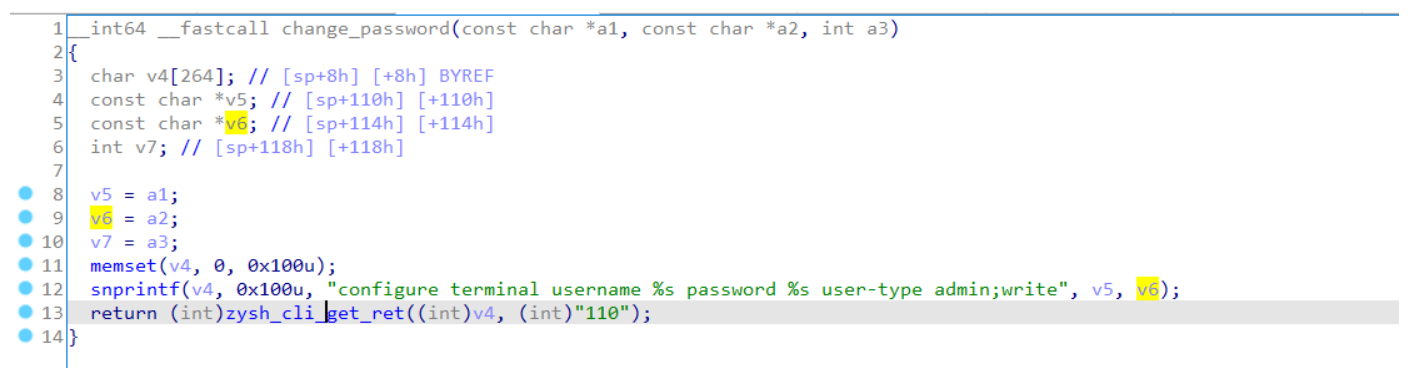 1 __int64 __fastcall change_password(const char *a1, const char *a2, int a3)
2 {
3 char v4[264]; // [sp+8h] [+8h] BYREF
4 const char *v5; // [sp+110h] [+110h]
5 const char *v6; // [sp+114h] [+114h]
6 int v7; // [sp+118h] [+118h]
7
8 v5 = a1;
9 v6 = a2;
10 v7 = a3;
11 memset(v4, 0, 0x100u);
12 snprintf(v4, 0x100u, "configure terminal username %s password %s user-type admin;write", v5, v6);
13 return (int)zysh_cli_get_ret((int)v4, (int)"110");
14 }